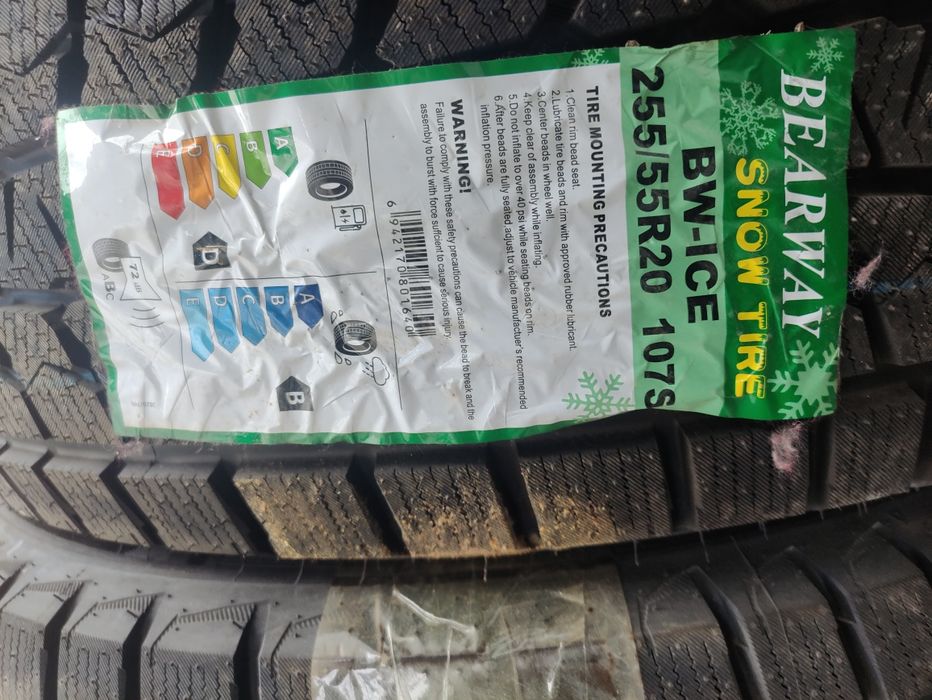 BEARWAY
SNOW TIRE
BW-ICE
255/55R20 107S
TIRE MOUNTING PRECAUTIONS
1.Clean rim bead seat.
2.Lubricate tire beads and rim with approved rubber lubricant.
3.Center beads in wheel well.
4.Keep clear of assembly while inflating.
5.Do not inflate to over 40 psi while seating beads on rim.
6.After beads are fully seated,adjust to vehicle manufactuer's recommended
inflation pressure.
WARNING!
Failure to comply with these safety precautions can cause the bead to break and the
assembly to burst with force sufficient to cause serious injury.
6 942170 801640
A
B
C
D
E
D
A
B
C
D
E
B
72 dB
ABC